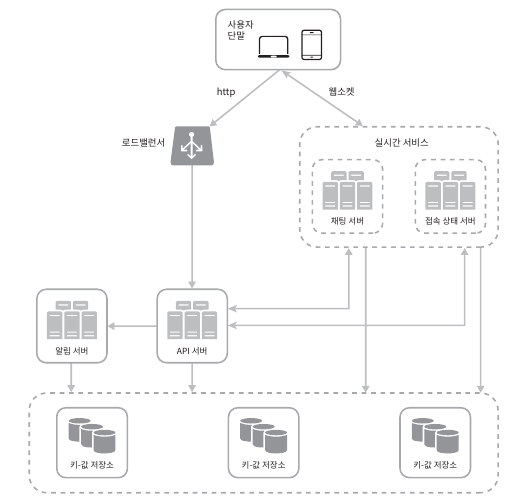 사용자
단말
http
웹소켓
로드밸런서
실시간 서비스
채팅 서버
접속 상태 서버
알림 서버
API 서버
키-값 저장소
키-값 저장소
키-값 저장소